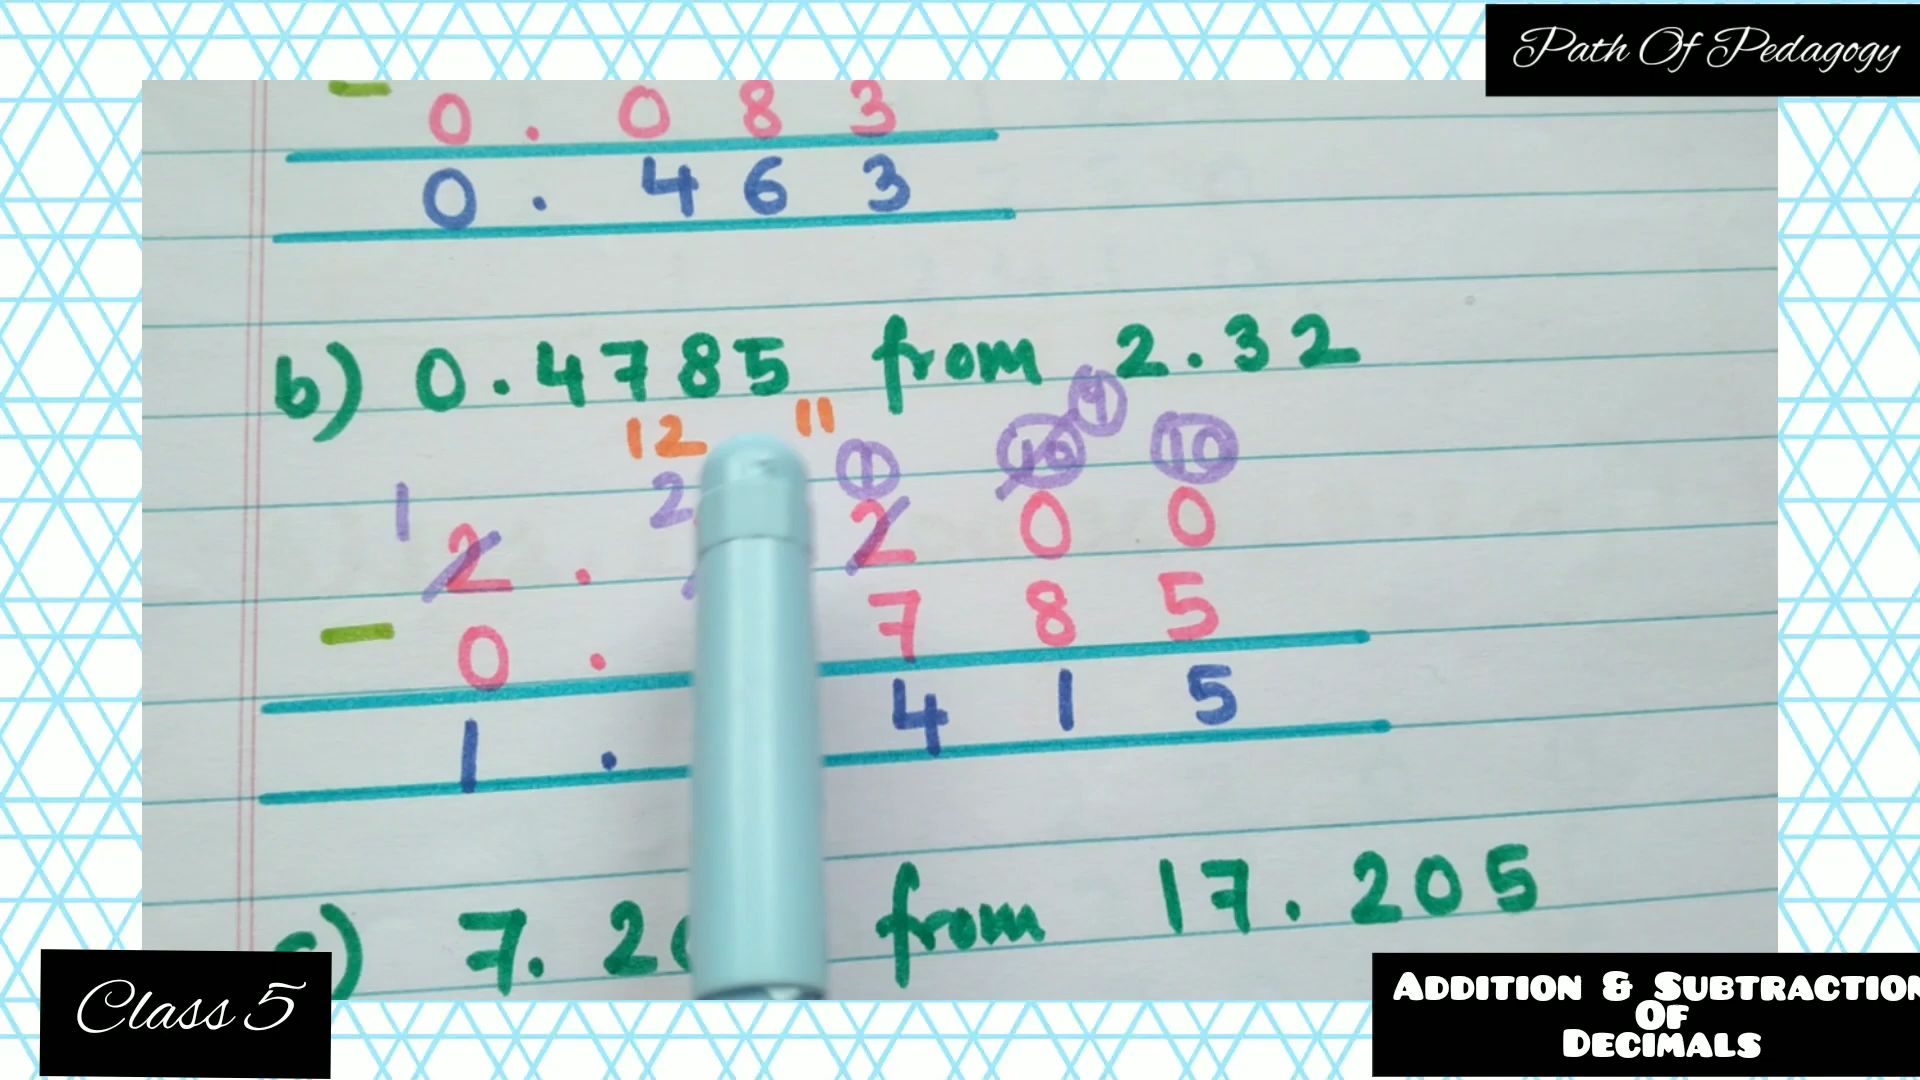 Path Of Pedagogy
- 0 . 0 8 3
0 . 4 6 3
b) 0.4785 from 2.32
12 11 9
1 2 1 10 10
2 . 2 0 0
- 0 . 7 8 5
1 . 4 1 5
7.2 from 17.205
Class 5
ADDITION & SUBTRACTION
OF
DECIMALS